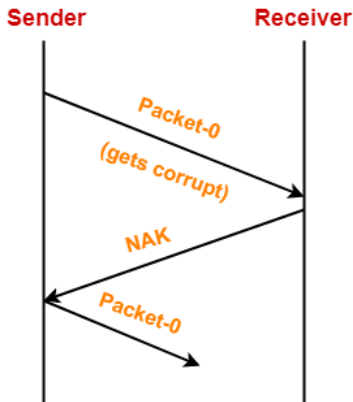 Sender
Receiver
Packet-0
(gets corrupt)
NAK
Packet-0